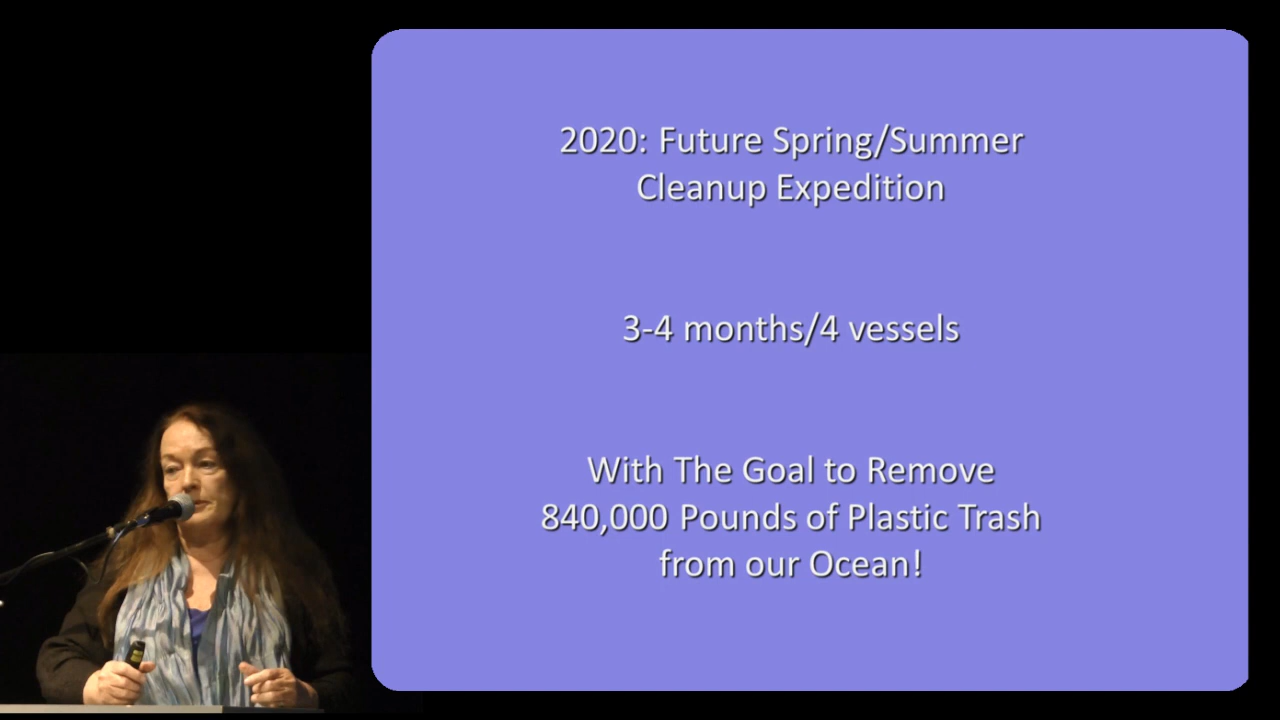 2020: Future Spring/Summer
Cleanup Expedition
3-4 months/4 vessels
With The Goal to Remove
840,000 Pounds of Plastic Trash
from our Ocean!